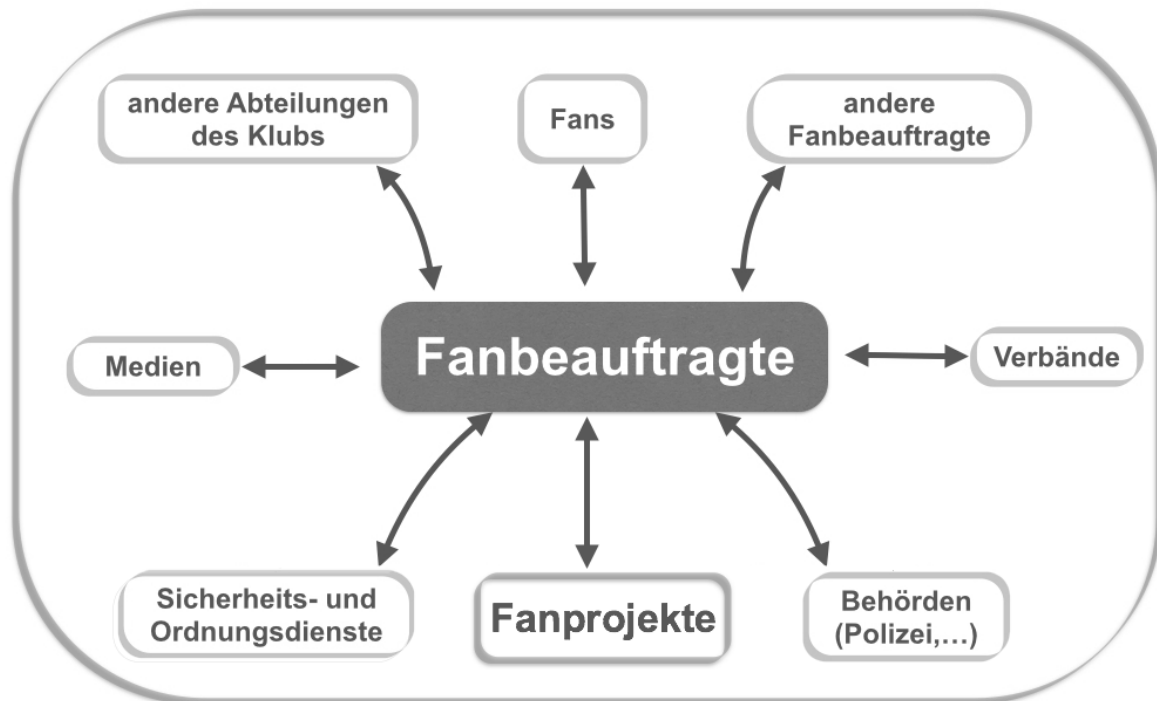 andere Abteilungen
des Klubs
Fans
andere
Fanbeauftragte
Medien
Fanbeauftragte
Verbände
Sicherheits- und
Ordnungsdienste
Fanprojekte
Behörden
(Polizei,...)